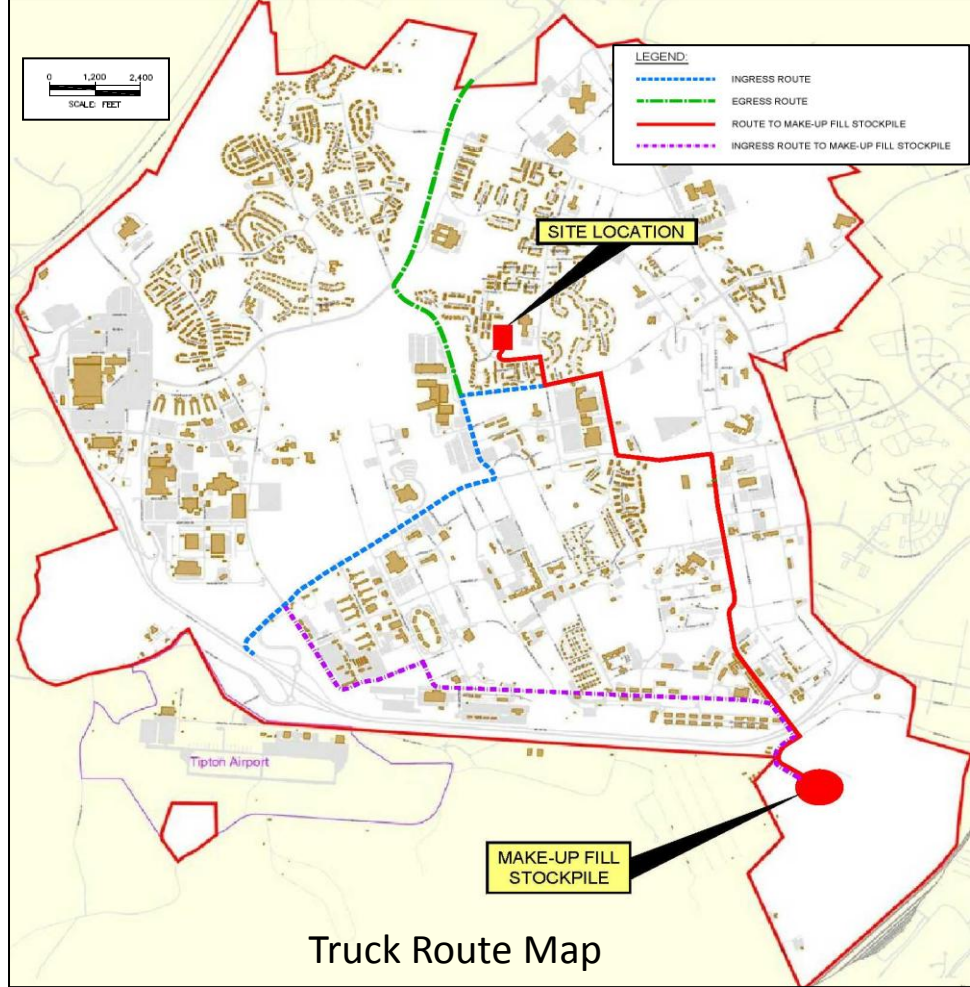 0 1,200 2,400
SCALE: FEET
LEGEND:
INGRESS ROUTE
EGRESS ROUTE
ROUTE TO MAKE-UP FILL STOCKPILE
INGRESS ROUTE TO MAKE-UP FILL STOCKPILE
SITE LOCATION
Tipton Airport
MAKE-UP FILL
STOCKPILE
Truck Route Map